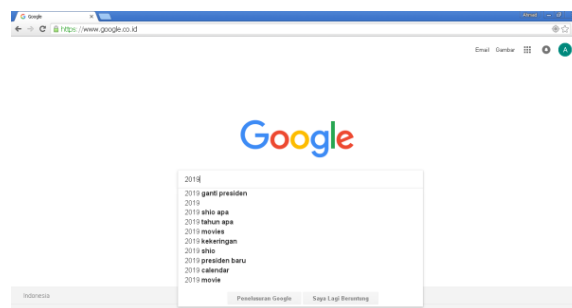 Google
Ahmad
https://www.google.co.id
Email Gambar
A
Google
2019
2019 ganti presiden
2019
2019 shio apa
2019 tahun apa
2019 movies
2019 kekeringan
2019 shio
2019 presiden baru
2019 calendar
2019 movie
Penelusuran Google Saya Lagi Beruntung
Indonesia